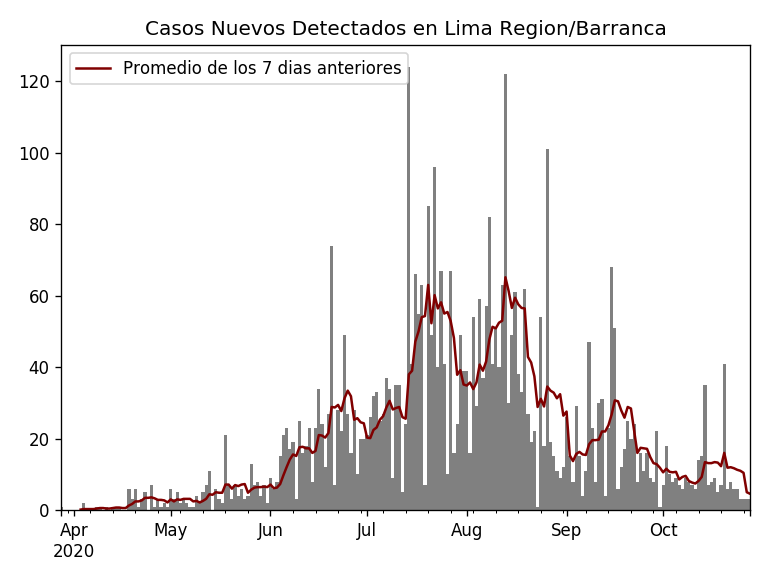 Casos Nuevos Detectados en Lima Region/Barranca
Promedio de los 7 dias anteriores
120
100
80
60
40
20
0
Apr May Jun Jul Aug Sep Oct
2020